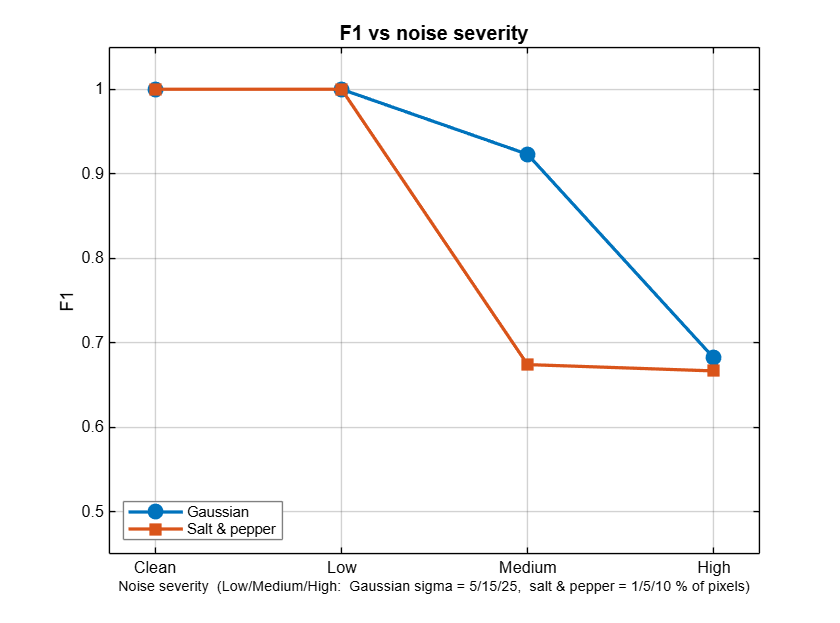 F1 vs noise severity
F1
1
0.9
0.8
0.7
0.6
0.5
Gaussian
Salt & pepper
Clean Low Medium High
Noise severity (Low/Medium/High: Gaussian sigma = 5/15/25, salt & pepper = 1/5/10 % of pixels)